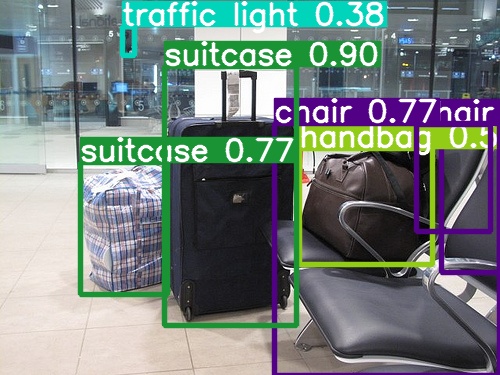 traffic light 0.38
suitcase 0.90
chair 0.77
hair
handbag 0.5
suitcase 0.77